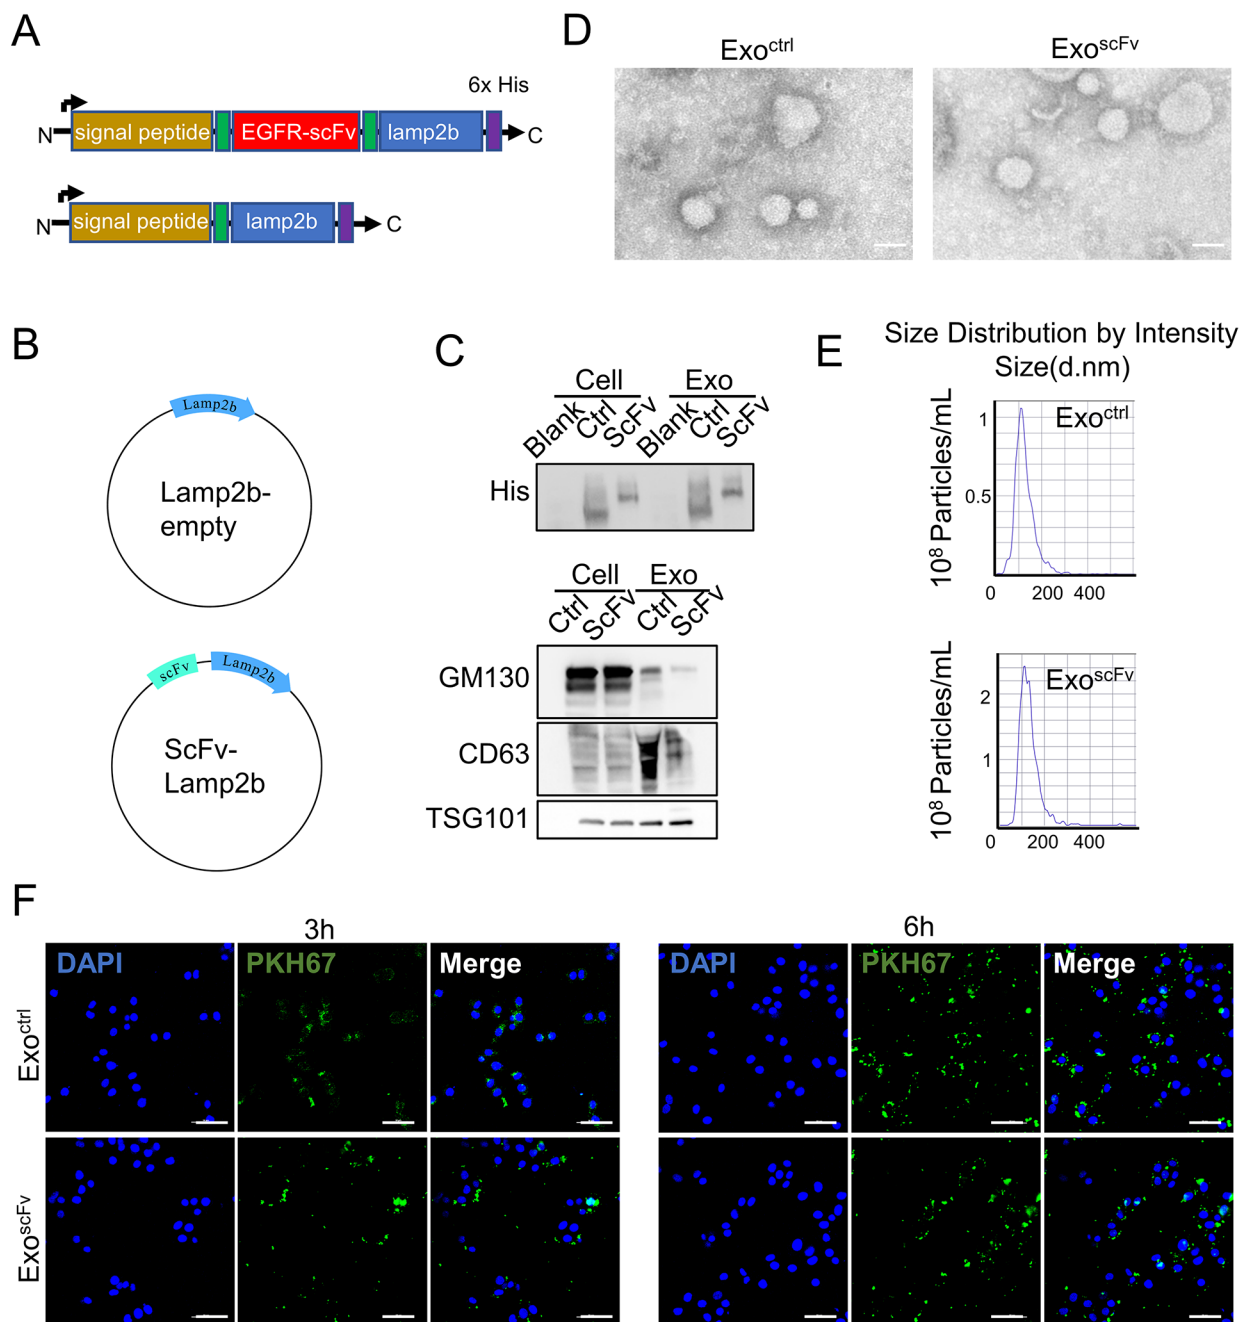 A
6x His
N signal peptide EGFR-scFv lamp2b C
N signal peptide lamp2b C
B
Lamp2b
Lamp2b-
empty
scFv Lamp2b
ScFv-
Lamp2b
C
Cell Exo
Blank Ctrl ScFv Blank Ctrl ScFv
His
Cell Exo
Ctrl ScFv Ctrl ScFv
GM130
CD63
TSG101
D
Exoctrl ExoscFv
E
Size Distribution by Intensity
Size(d.nm)
10⁸ Particles/mL
1
0.5
Exoctrl
0 200 400
10⁸ Particles/mL
2
1
ExoscFv
0 200 400
F
3h 6h
DAPI PKH67 Merge DAPI PKH67 Merge
Exoctrl
ExoscFv